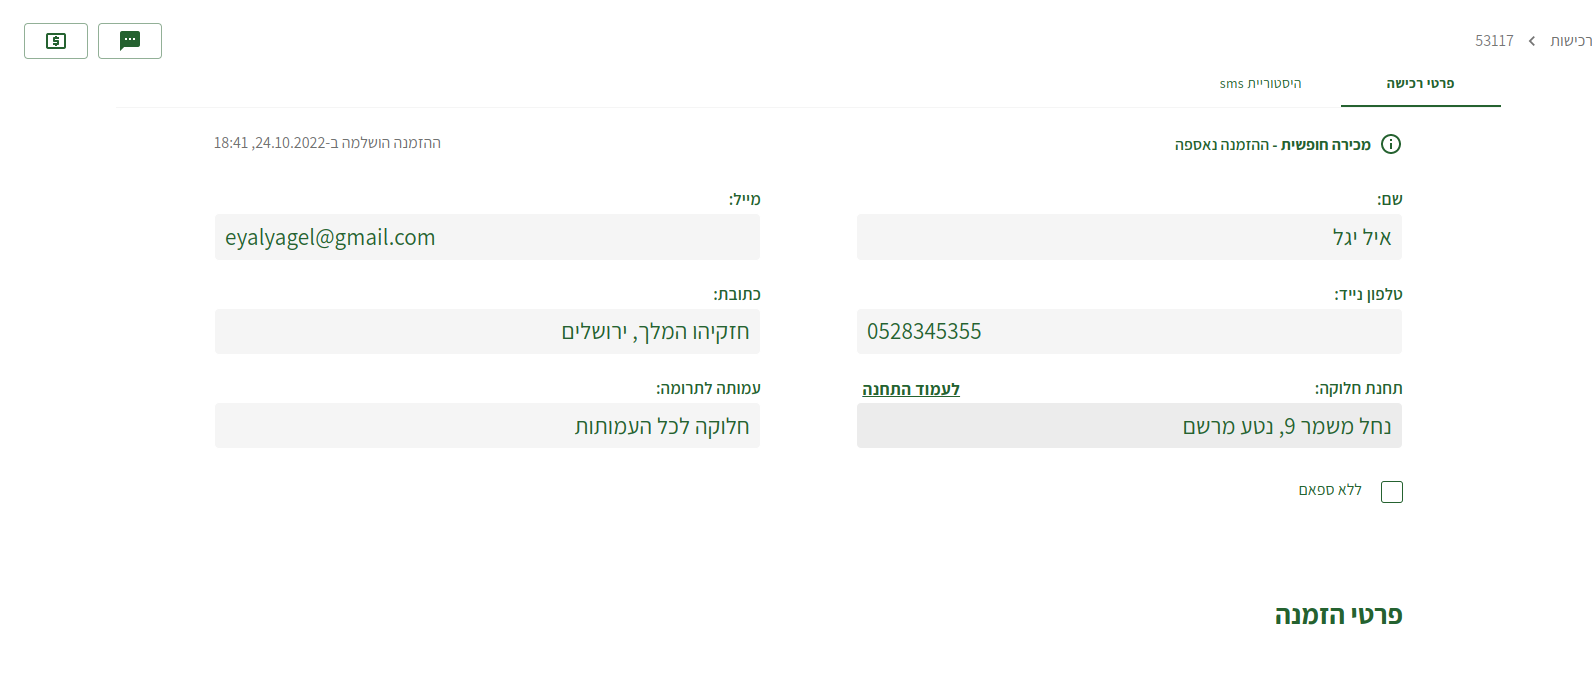 רכישות > 53117
פרטי רכישה
היסטוריית sms
מכירה חופשית - ההזמנה נאספה
ההזמנה הושלמה ב-24.10.2022, 18:41
שם:
איל יגל
מייל:
eyalyagel@gmail.com
טלפון נייד:
0528345355
כתובת:
חזקיהו המלך, ירושלים
תחנת חלוקה:
לעמוד התחנה
נחל משמר 9, נטע מרשם
עמותה לתרומה:
חלוקה לכל העמותות
ללא ספאם
פרטי הזמנה